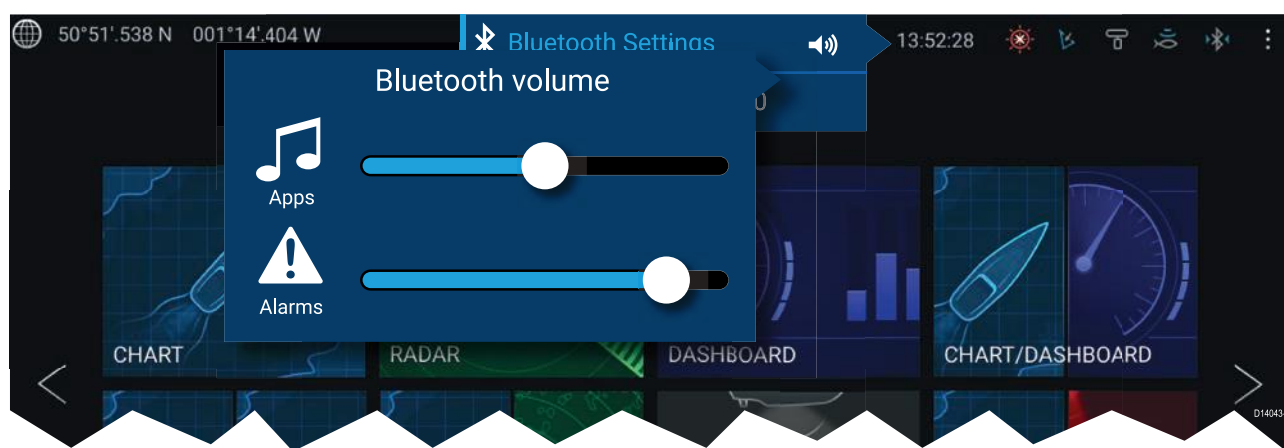 50°51'.538 N 001°14'.404 W
Bluetooth Settings
13:52:28
Bluetooth volume
Apps
Alarms
CHART
RADAR
DASHBOARD
CHART/DASHBOARD